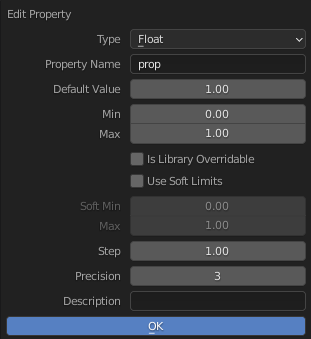 Edit Property
Type Float
Property Name prop
Default Value 1.00
Min 0.00
Max 1.00
Is Library Overridable
Use Soft Limits
Soft Min 0.00
Max 1.00
Step 1.00
Precision 3
Description
OK